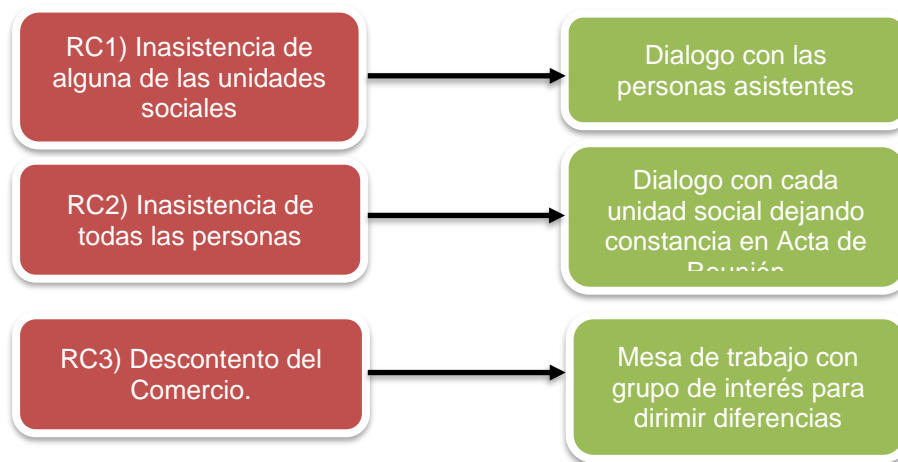 RC1) Inasistencia de
alguna de las unidades
sociales
Dialogo con las
personas asistentes
RC2) Inasistencia de
todas las personas
Dialogo con cada
unidad social dejando
constancia en Acta de
Reunión
RC3) Descontento del
Comercio.
Mesa de trabajo con
grupo de interés para
dirimir diferencias